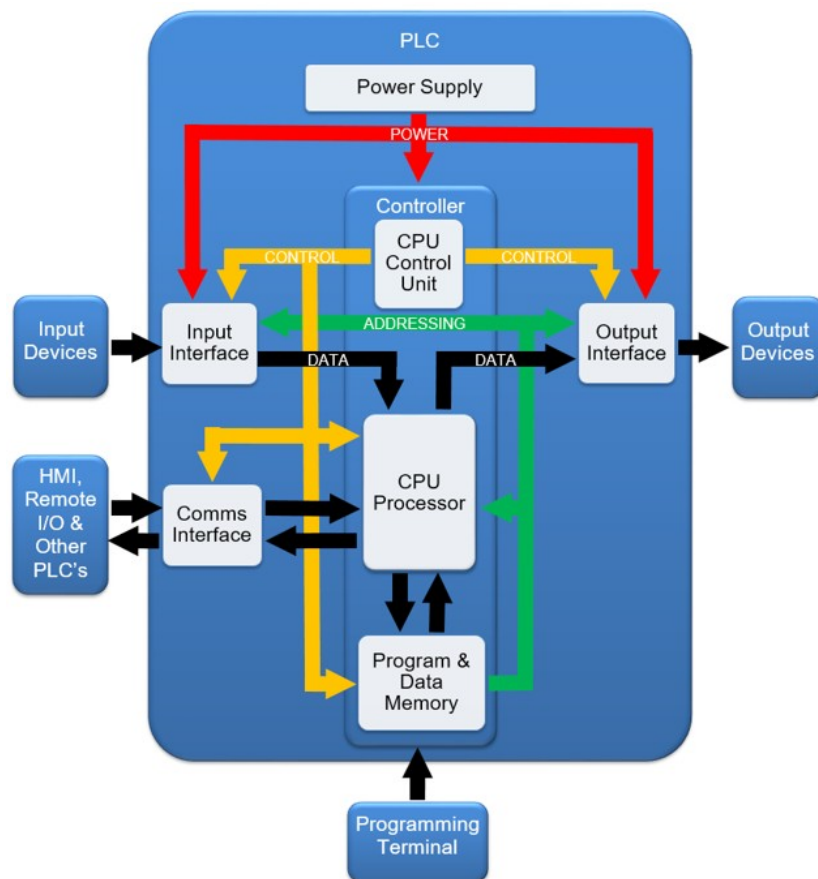 PLC
Power Supply
POWER
Controller
CPU
Control
Unit
CONTROL
CONTROL
Input
Devices
Input
Interface
ADDRESSING
Output
Interface
Output
Devices
DATA
DATA
HMI,
Remote
I/O &
Other
PLC's
Comms
Interface
CPU
Processor
Program &
Data
Memory
Programming
Terminal